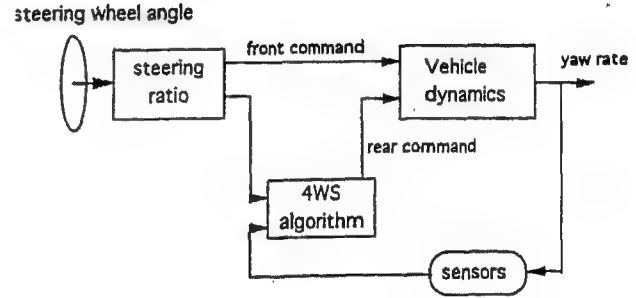 steering wheel angle
front command
yaw rate
steering
ratio
Vehicle
dynamics
rear command
4WS
algorithm
sensors